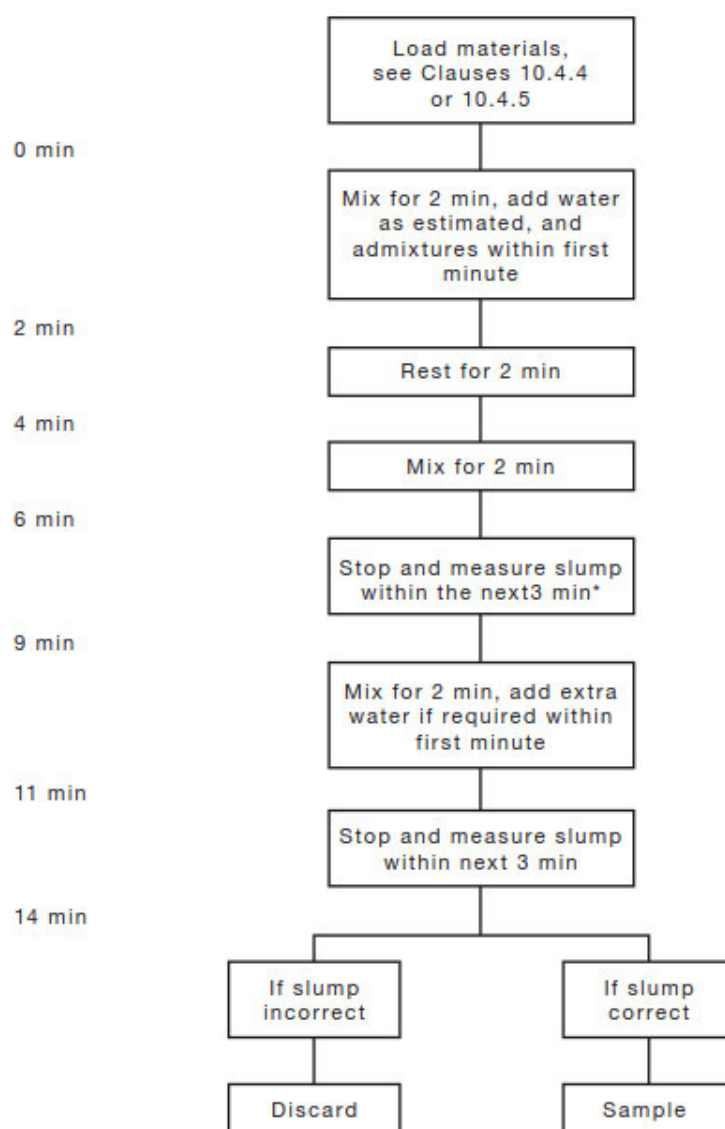 Load materials,
see Clauses 10.4.4
or 10.4.5
0 min
Mix for 2 min, add water
as estimated, and
admixtures within first
minute
2 min
Rest for 2 min
4 min
Mix for 2 min
6 min
Stop and measure slump
within the next3 min*
9 min
Mix for 2 min, add extra
water if required within
first minute
11 min
Stop and measure slump
within next 3 min
14 min
If slump
incorrect
If slump
correct
Discard
Sample